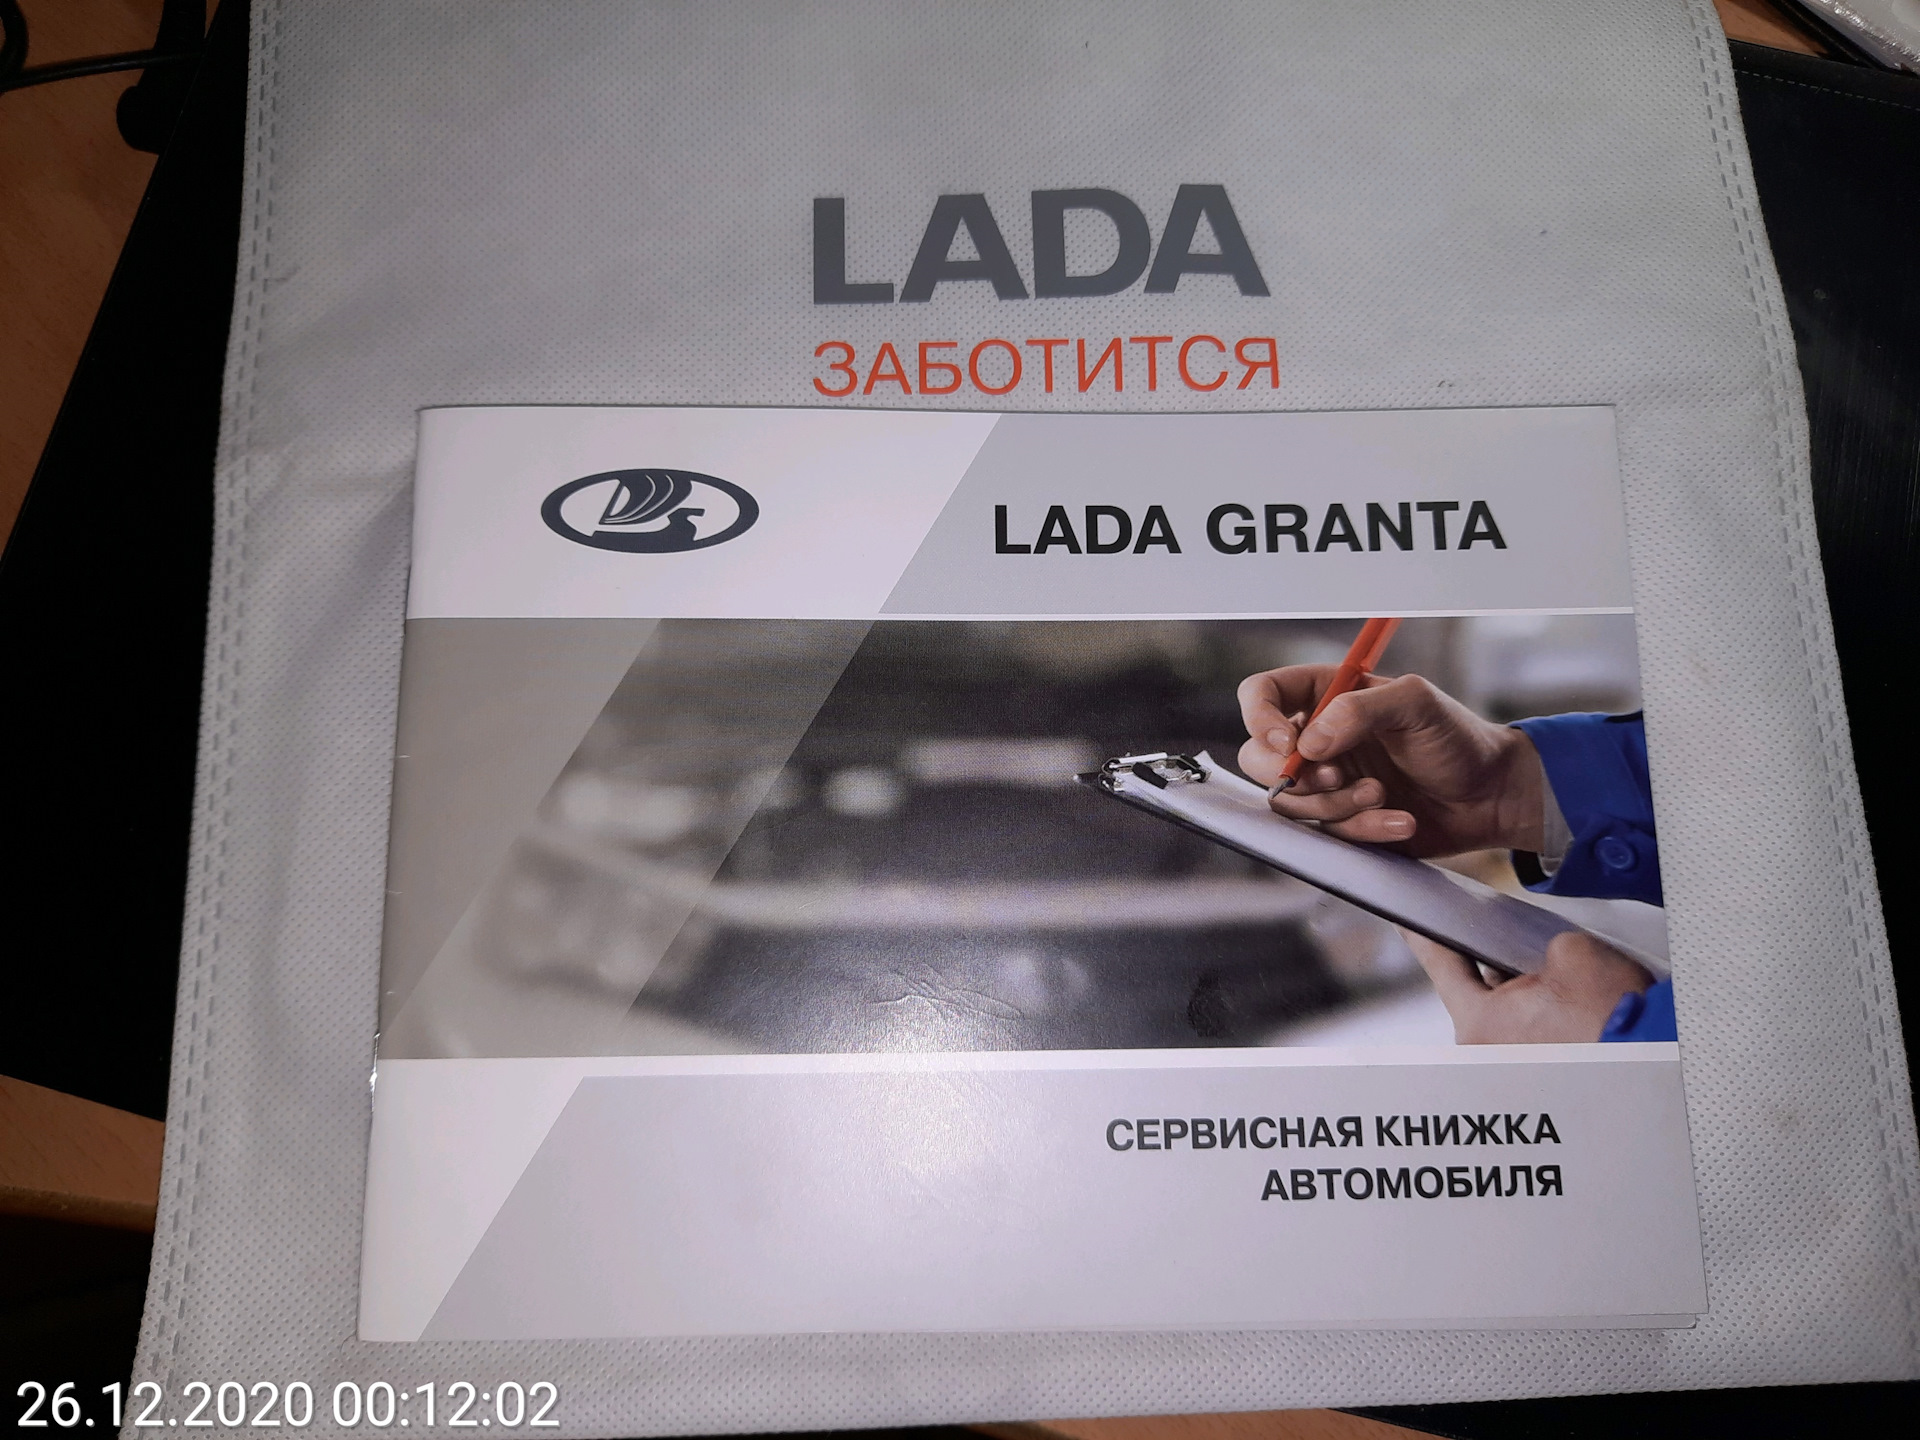 LADA
ЗАБОТИТСЯ
LADA GRANTA
СЕРВИСНАЯ КНИЖКА
АВТОМОБИЛЯ
26.12.2020 00:12:02